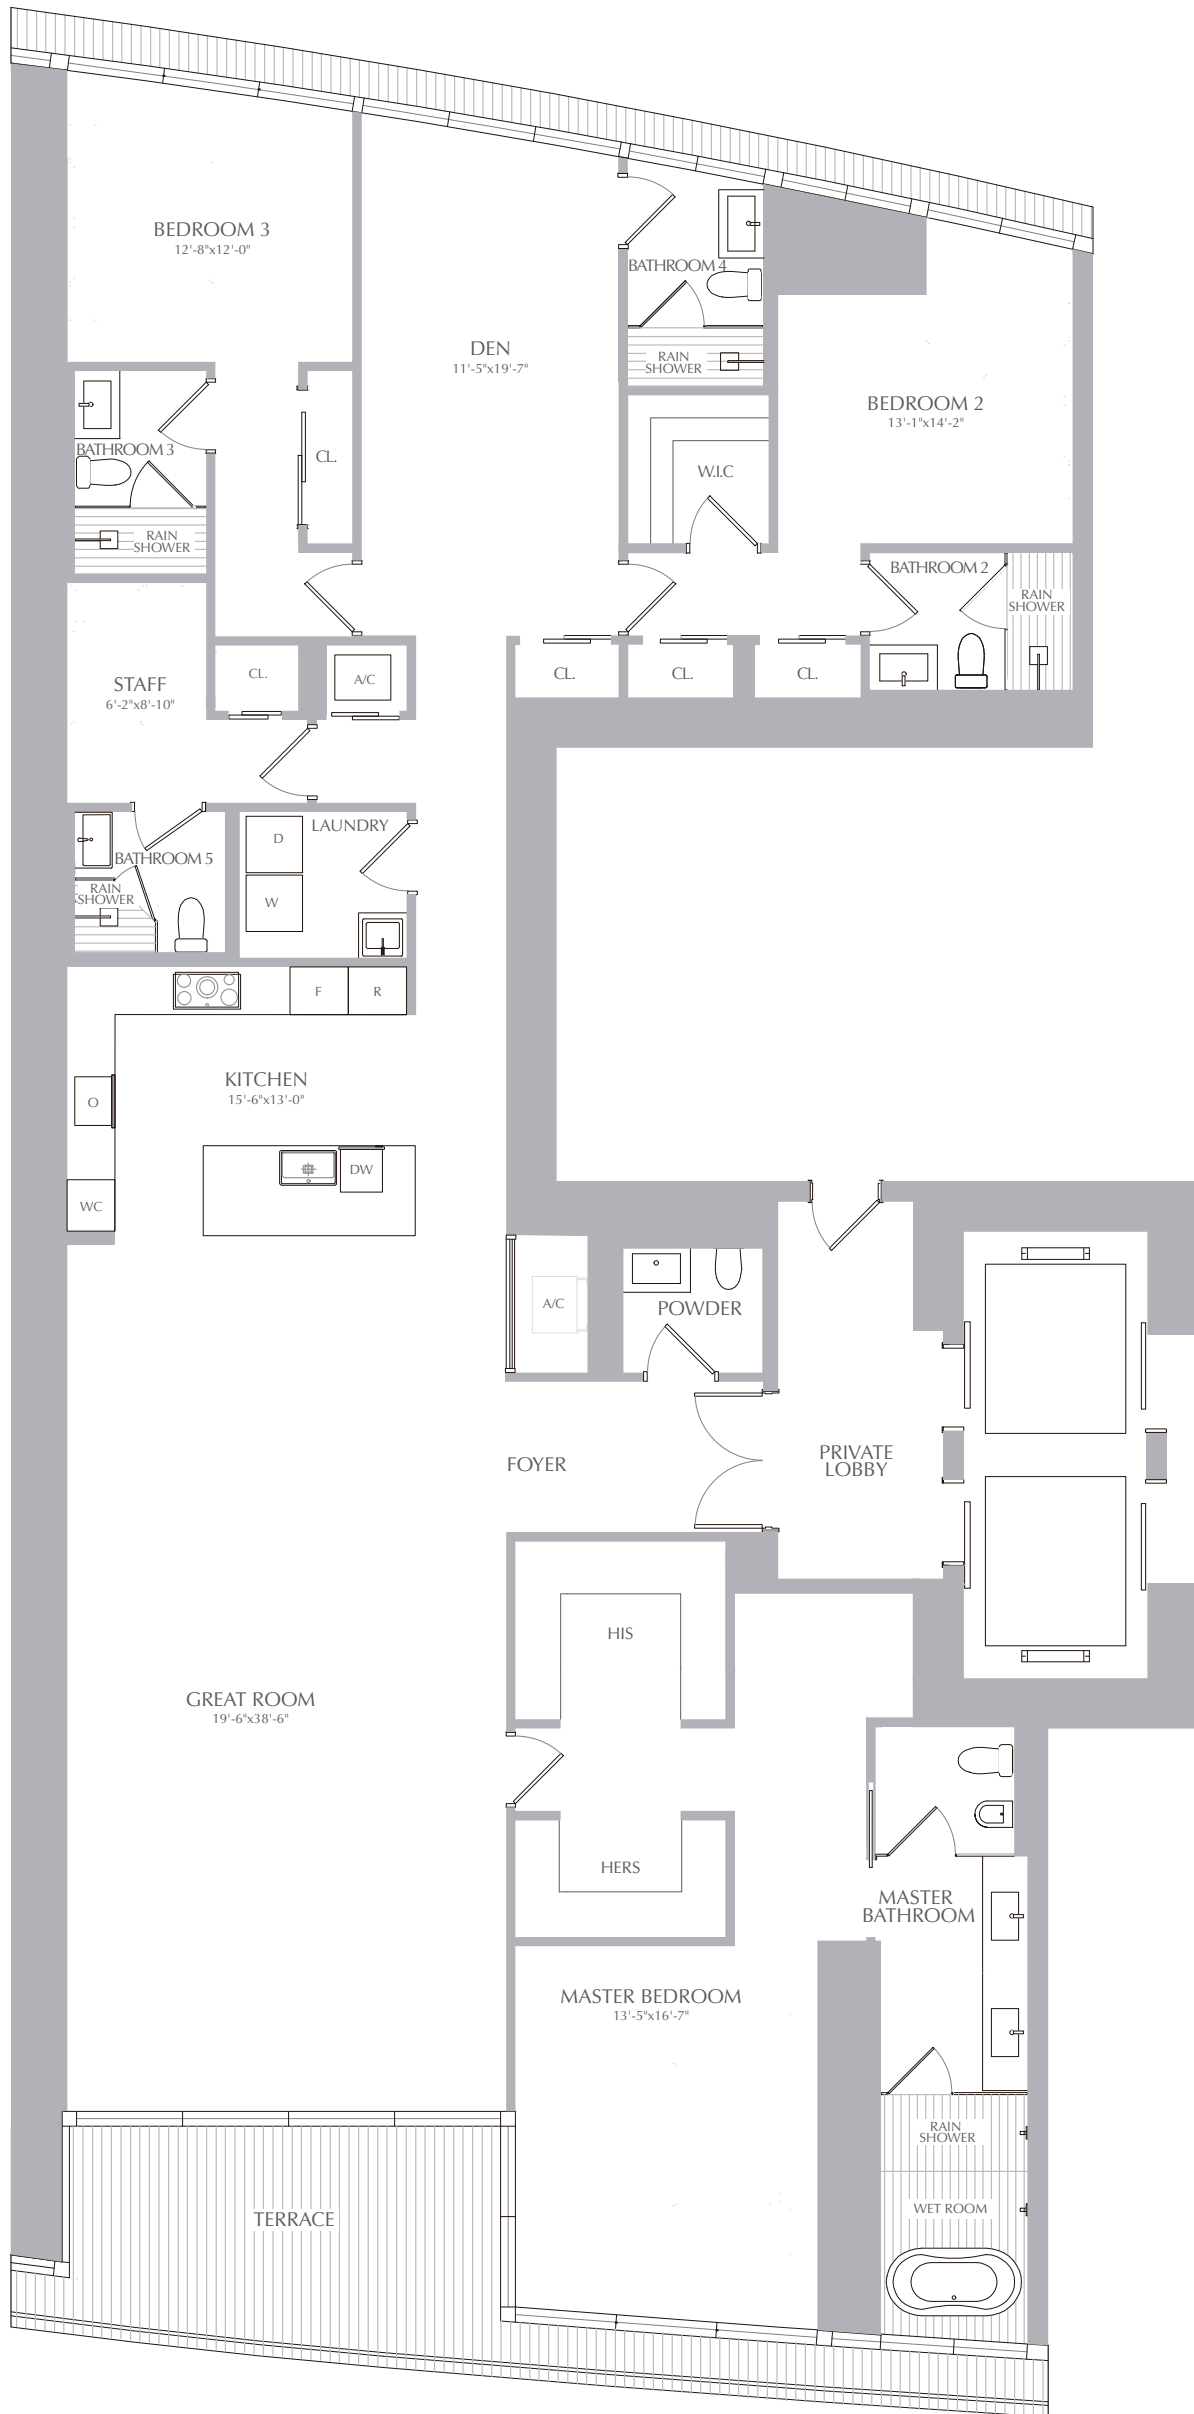 BEDROOM 3
12'-8"x12'-0"
BATHROOM 4
RAIN
SHOWER
DEN
11'-5"x19'-7"
BEDROOM 2
13'-1"x14'-2"
BATHROOM 3
CL.
W.I.C
RAIN
SHOWER
BATHROOM 2
RAIN
SHOWER
STAFF
6'-2"x8'-10"
CL.
A/C
CL.
CL.
CL.
LAUNDRY
D
W
BATHROOM 5
RAIN
SHOWER
F
R
KITCHEN
15'-6"x13'-0"
O
DW
WC
A/C
POWDER
FOYER
PRIVATE
LOBBY
HIS
GREAT ROOM
19'-6"x38'-6"
HERS
MASTER
BATHROOM
MASTER BEDROOM
13'-5"x16'-7"
RAIN
SHOWER
WET ROOM
TERRACE